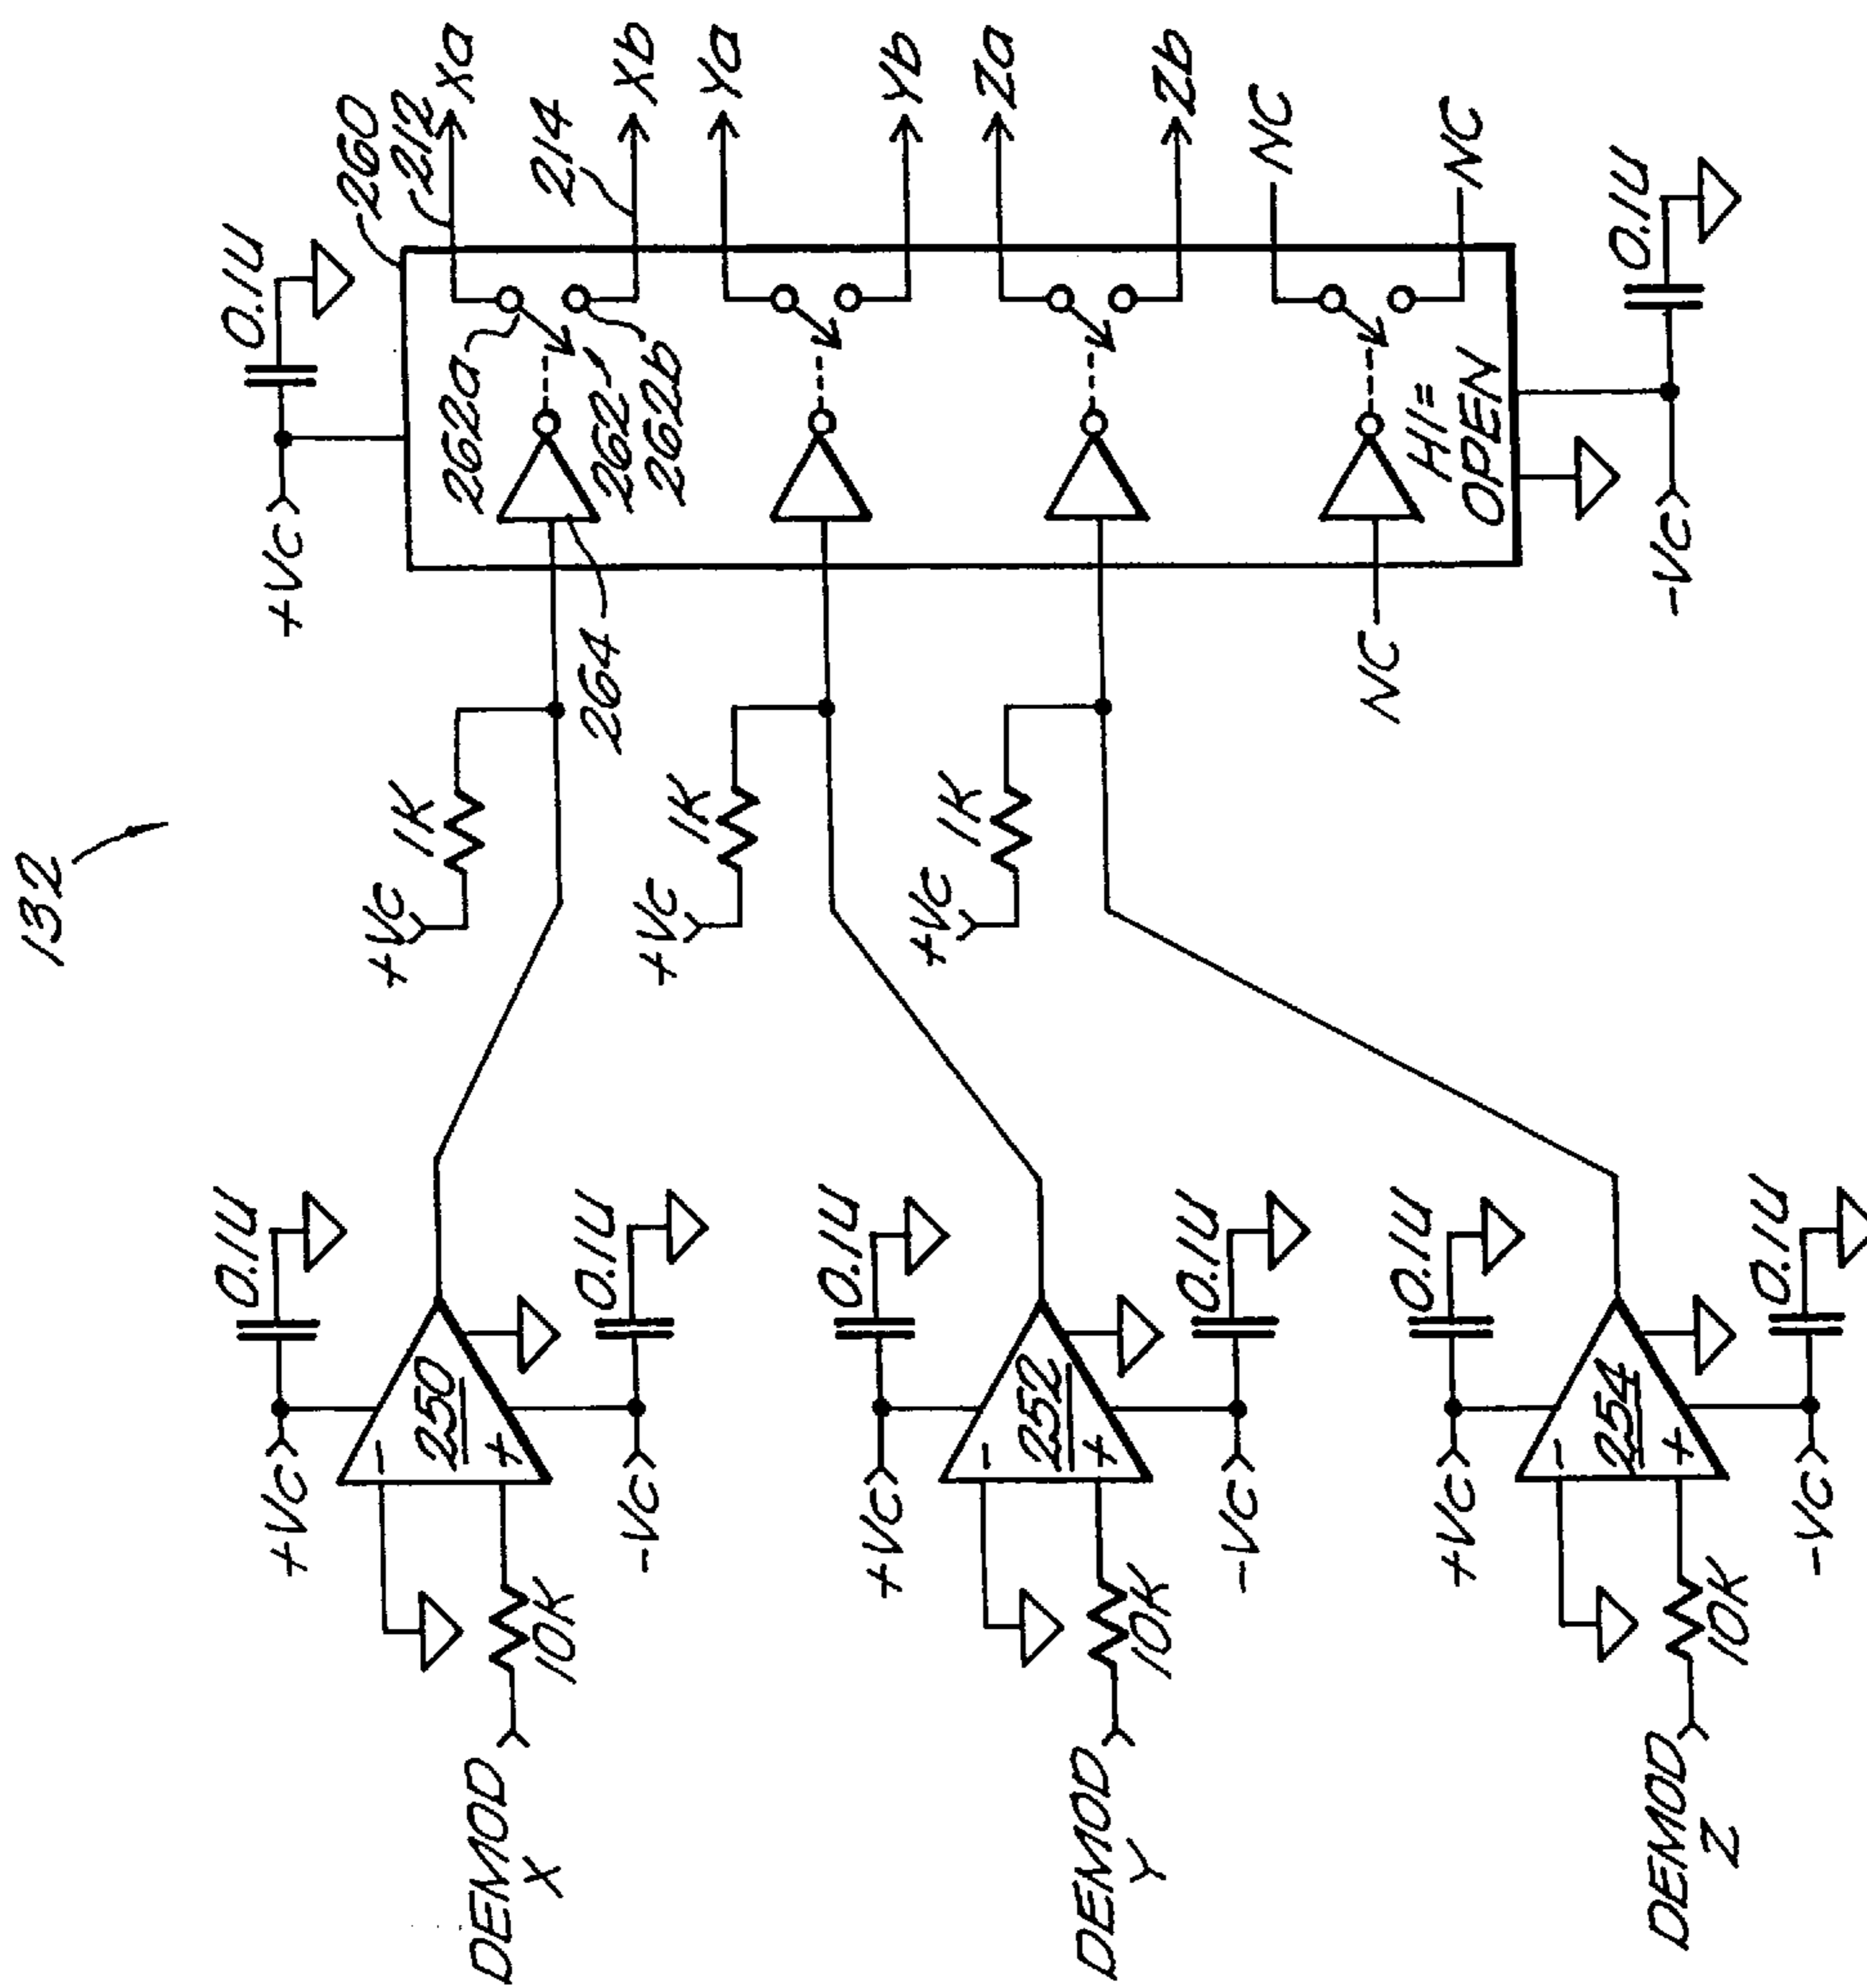 132
+VC
0.1U
260
212
Xa
214
Xb
Ya
Yb
Za
Zb
NC
NC
262a
262
262b
264
HI=
OPEN
NC
-VC
0.1U
+VC
1K
+VC
1K
+VC
1K
+VC
0.1U
250
-
+
-VC
0.1U
10K
DEMOD
X
+VC
0.1U
252
-
+
-VC
0.1U
10K
DEMOD
Y
+VC
0.1U
254
-
+
-VC
0.1U
10K
DEMOD
Z